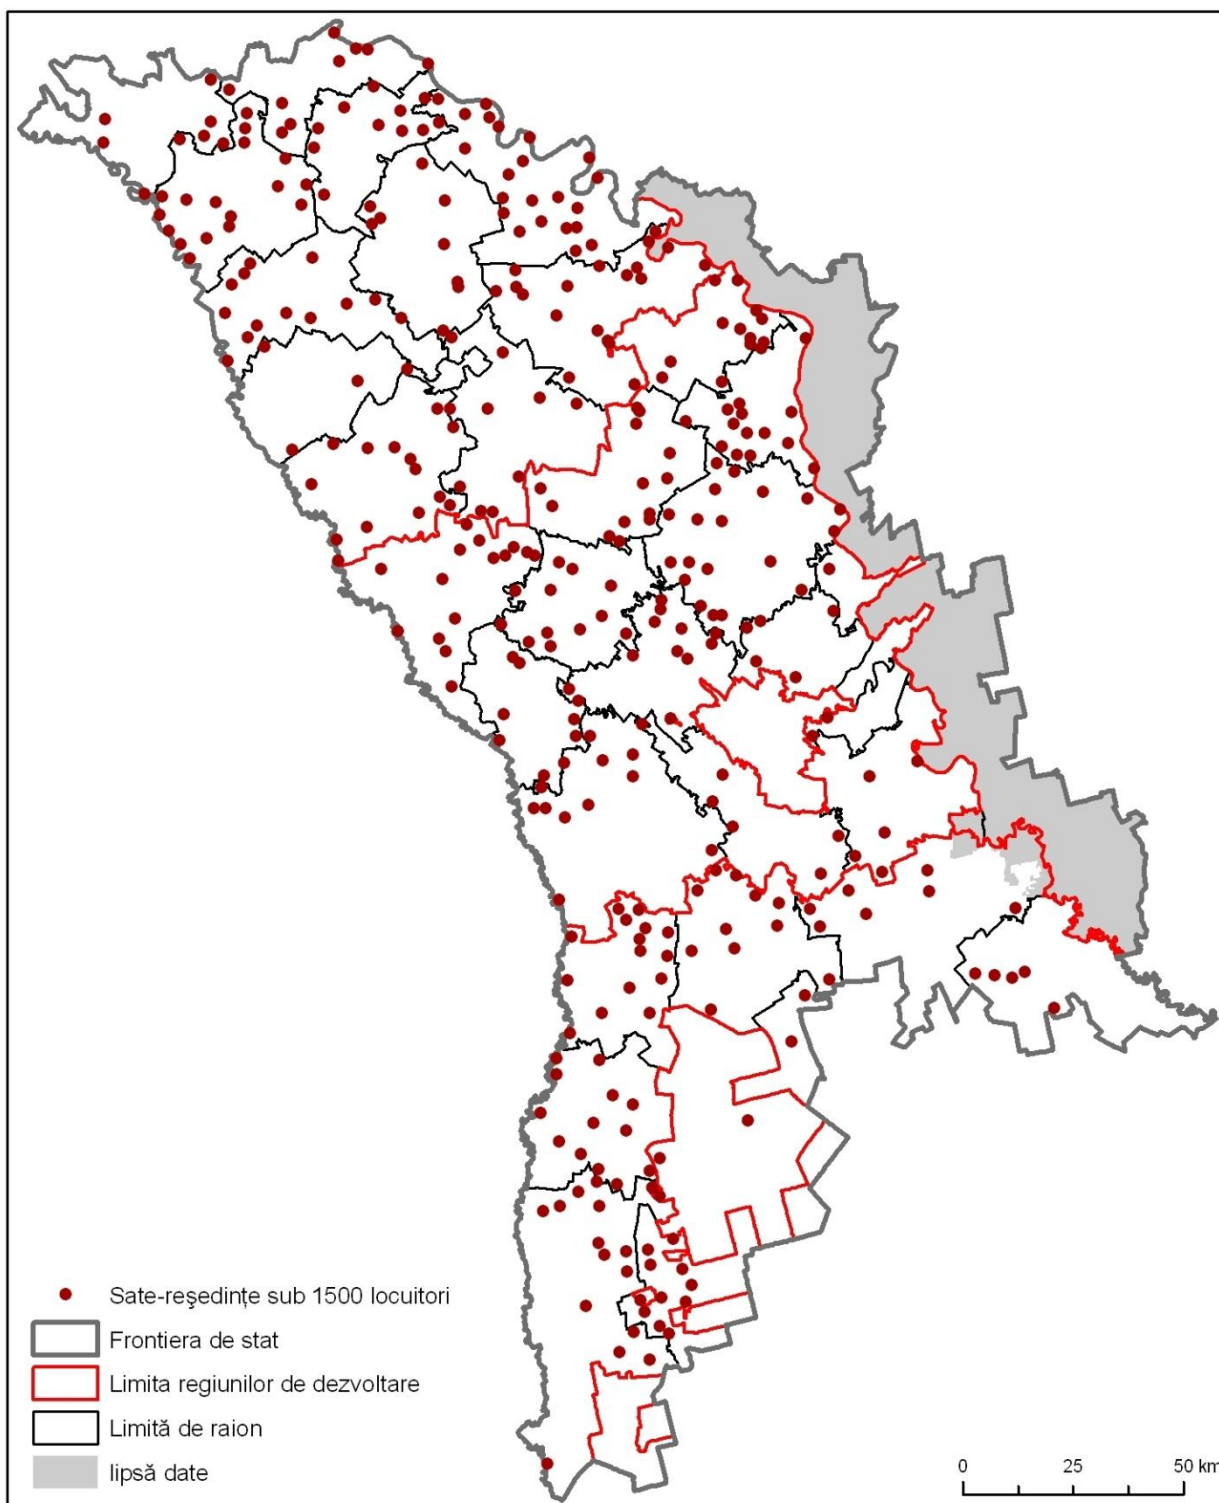 Sate-reşedinţe sub 1500 locuitori
Frontiera de stat
Limita regiunilor de dezvoltare
Limită de raion
lipsă date
0 25 50 km